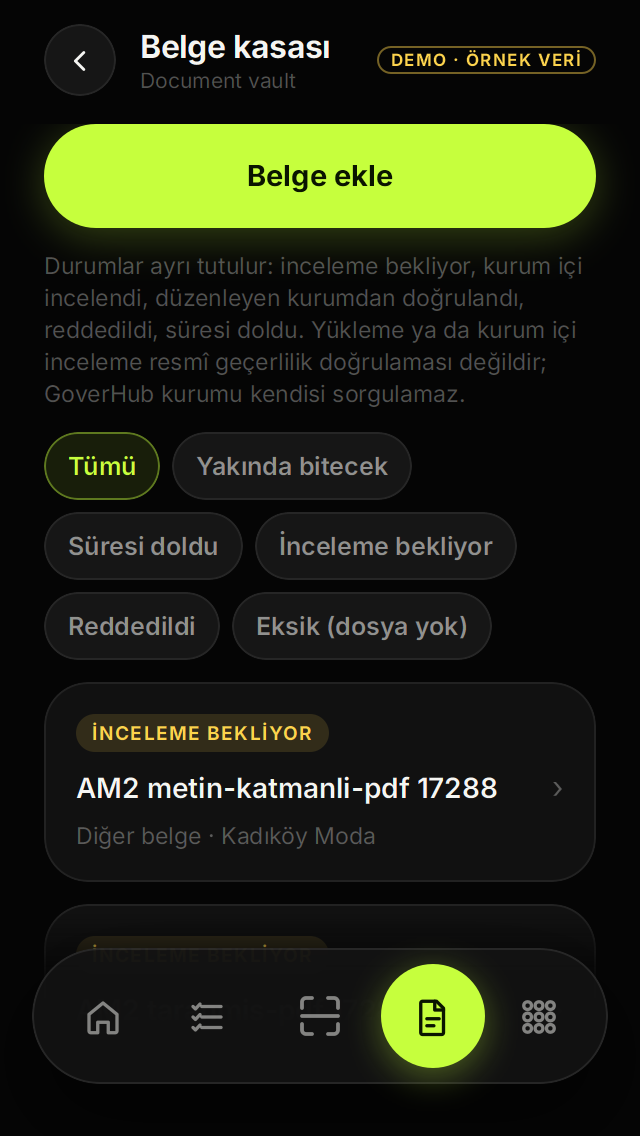 Belge kasası
Document vault
DEMO · ÖRNEK VERİ
Belge ekle
Durumlar ayrı tutulur: inceleme bekliyor, kurum içi
incelendi, düzenleyen kurumdan doğrulandı,
reddedildi, süresi doldu. Yükleme ya da kurum içi
inceleme resmî geçerlilik doğrulaması değildir;
GoverHub kurumu kendisi sorgulamaz.
Tümü
Yakında bitecek
Süresi doldu
İnceleme bekliyor
Reddedildi
Eksik (dosya yok)
İNCELEME BEKLİYOR
AM2 metin-katmanli-pdf 17288
Diğer belge · Kadıköy Moda
İNCELEME BEKLİYOR